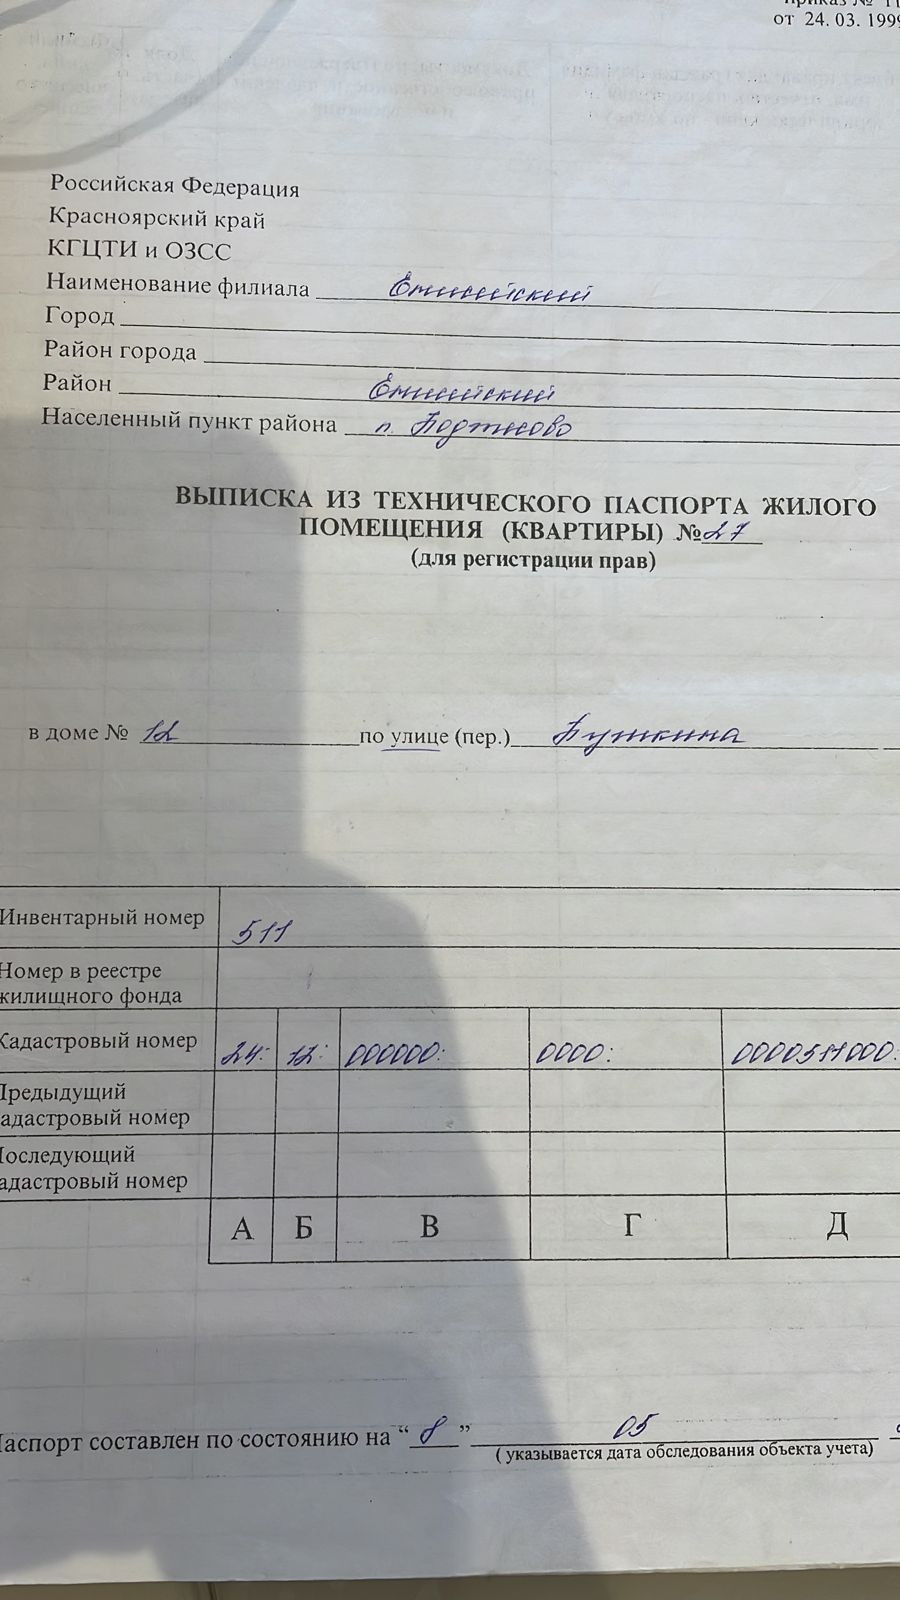 приказ №
от 24. 03. 1999
Российская Федерация
Красноярский край
КГЦТИ и ОЗСС
Наименование филиала Енисейский
Город
Район города
Район Енисейский
Населенный пункт района п. Подтесово
ВЫПИСКА ИЗ ТЕХНИЧЕСКОГО ПАСПОРТА ЖИЛОГО
ПОМЕЩЕНИЯ (КВАРТИРЫ) № 27
(для регистрации прав)
в доме № 12 по улице (пер.) Пушкина
Инвентарный номер 511
Номер в реестре
жилищного фонда
Кадастровый номер 24: 12: 000000: 0000: 0000511000:
Предыдущий
кадастровый номер
Последующий
кадастровый номер
А Б В Г Д
Паспорт составлен по состоянию на “ 8 ” 05
( указывается дата обследования объекта учета)